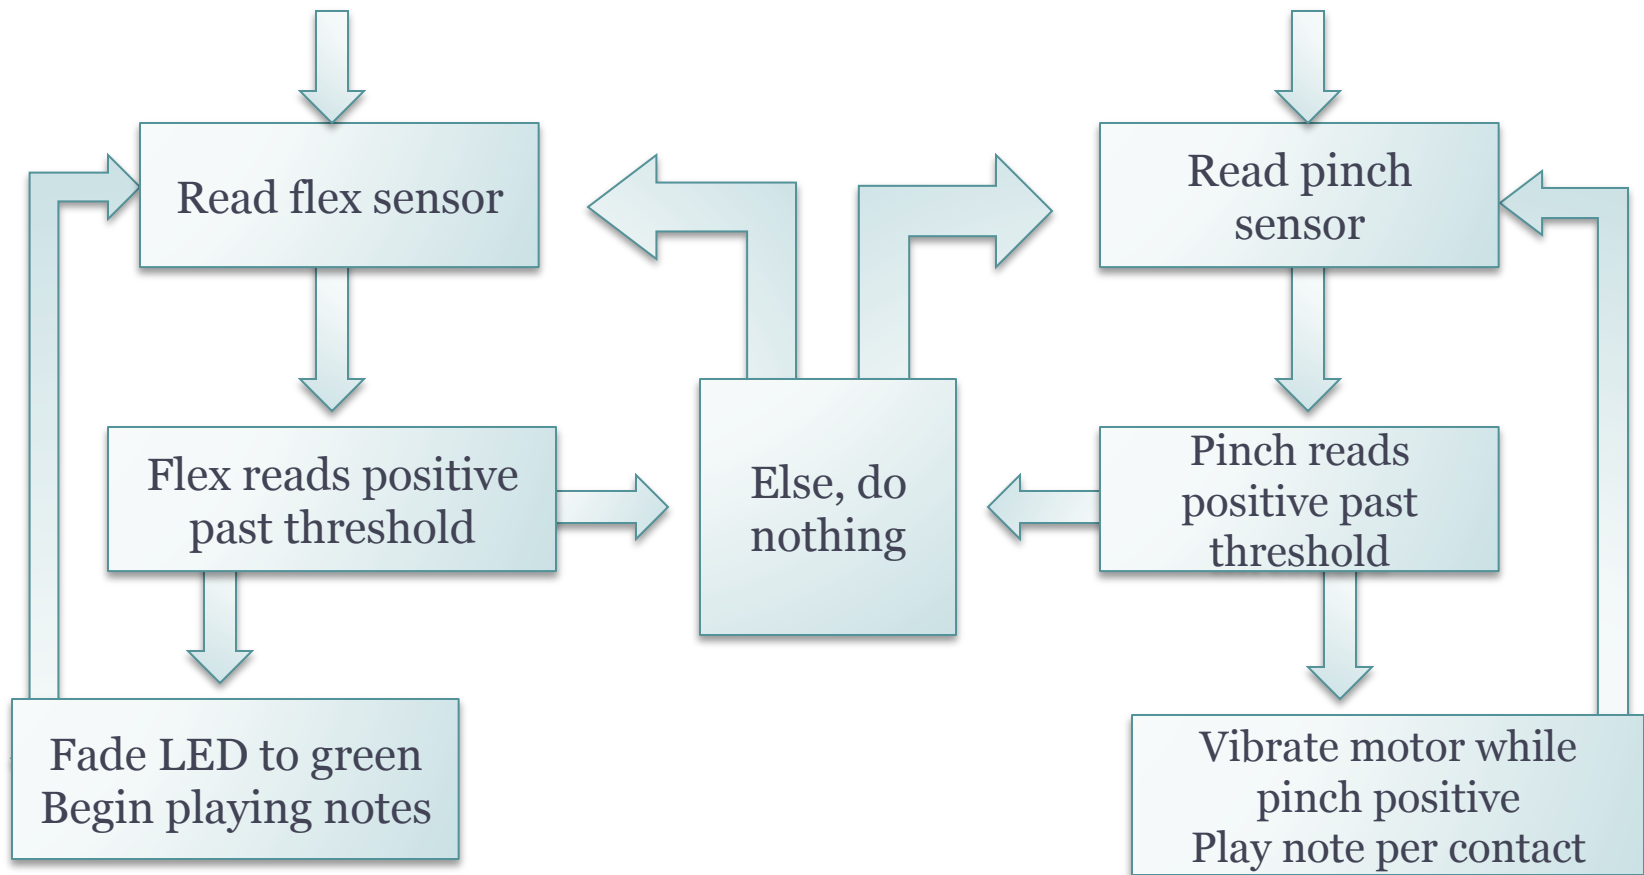 Read flex sensor
Read pinch
sensor
Flex reads positive
past threshold
Else, do
nothing
Pinch reads
positive past
threshold
Fade LED to green
Begin playing notes
Vibrate motor while
pinch positive
Play note per contact